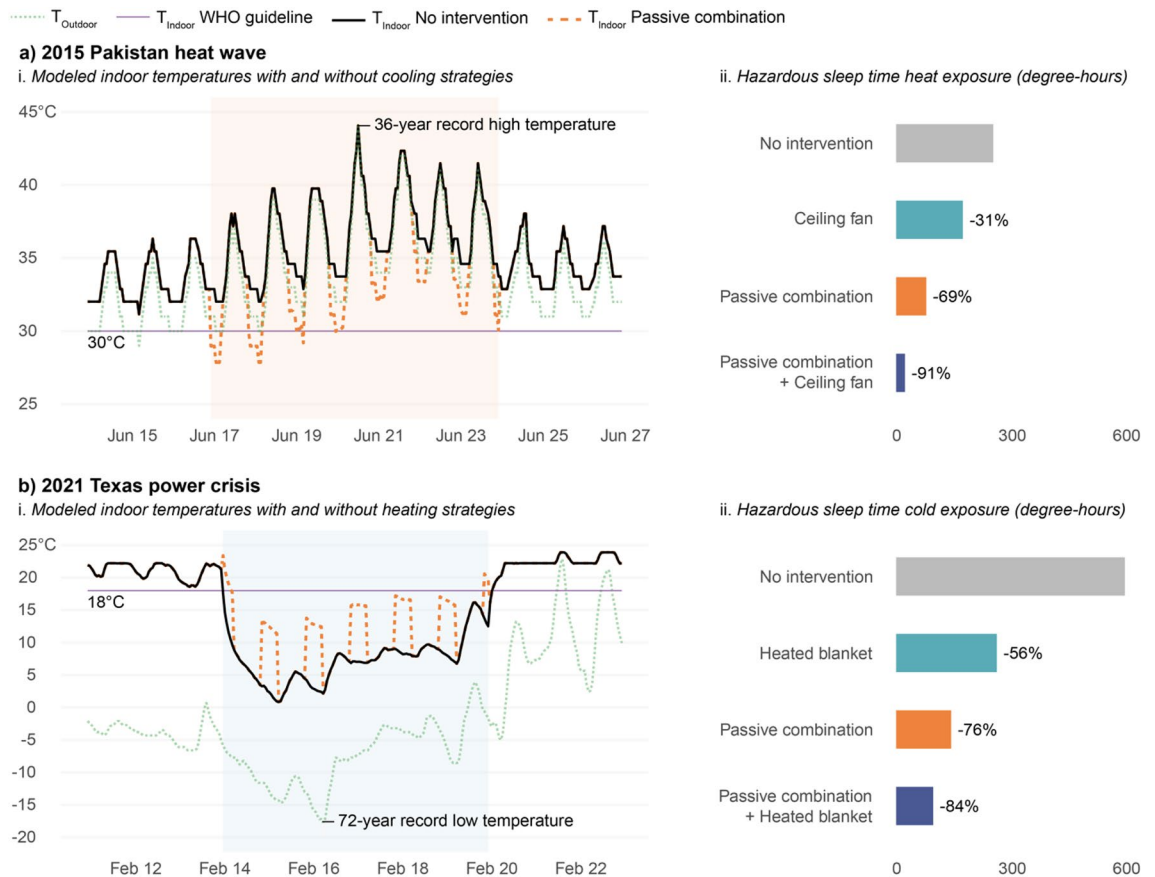 T Outdoor T Indoor WHO guideline T Indoor No intervention T Indoor Passive combination
a) 2015 Pakistan heat wave
i. Modeled indoor temperatures with and without cooling strategies
45°C
40
35
30
25
30°C
36-year record high temperature
Jun 15 Jun 17 Jun 19 Jun 21 Jun 23 Jun 25 Jun 27
ii. Hazardous sleep time heat exposure (degree-hours)
No intervention
Ceiling fan -31%
Passive combination -69%
Passive combination
+ Ceiling fan -91%
0 300 600
b) 2021 Texas power crisis
i. Modeled indoor temperatures with and without heating strategies
25°C
20
15
10
5
0
-5
-10
-15
-20
18°C
72-year record low temperature
Feb 12 Feb 14 Feb 16 Feb 18 Feb 20 Feb 22
ii. Hazardous sleep time cold exposure (degree-hours)
No intervention
Heated blanket -56%
Passive combination -76%
Passive combination
+ Heated blanket -84%
0 300 600